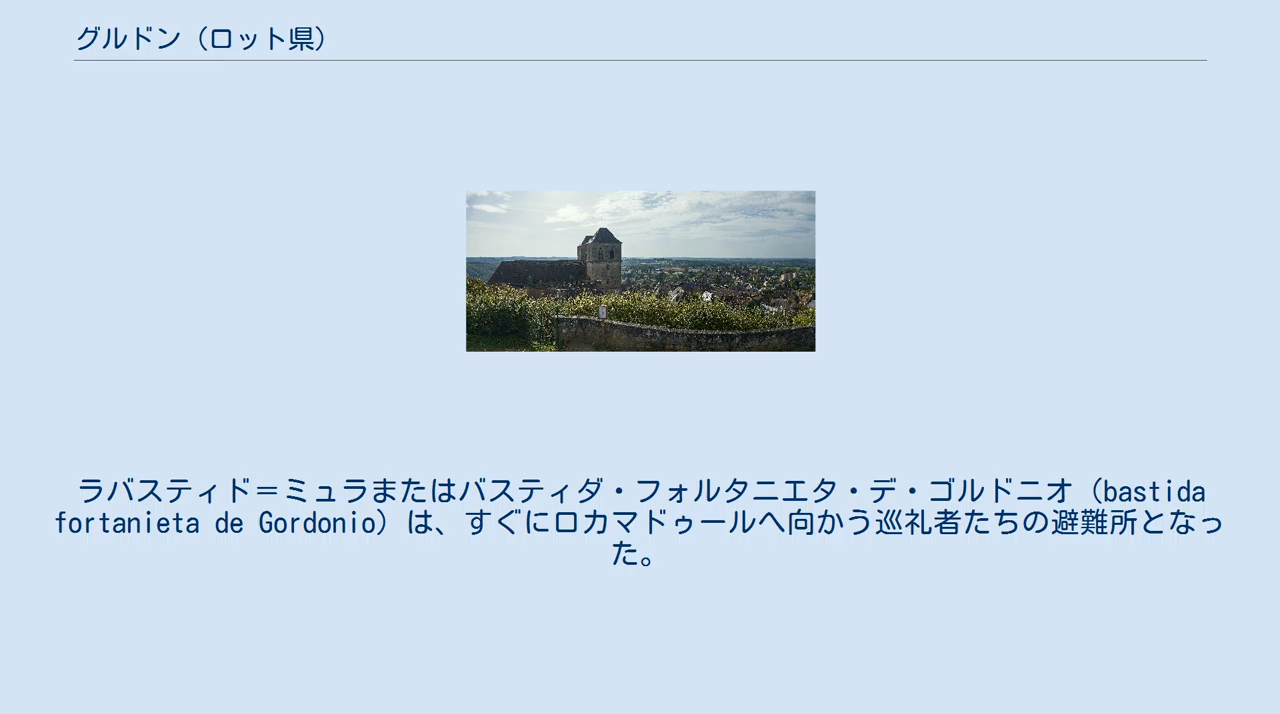 グルドン（ロット県）
ラバスティド＝ミュラまたはバスティダ・フォルタニエタ・デ・ゴルドニオ（bastida
fortanieta de Gordonio）は、すぐにロカマドゥールへ向かう巡礼者たちの避難所となっ
た。